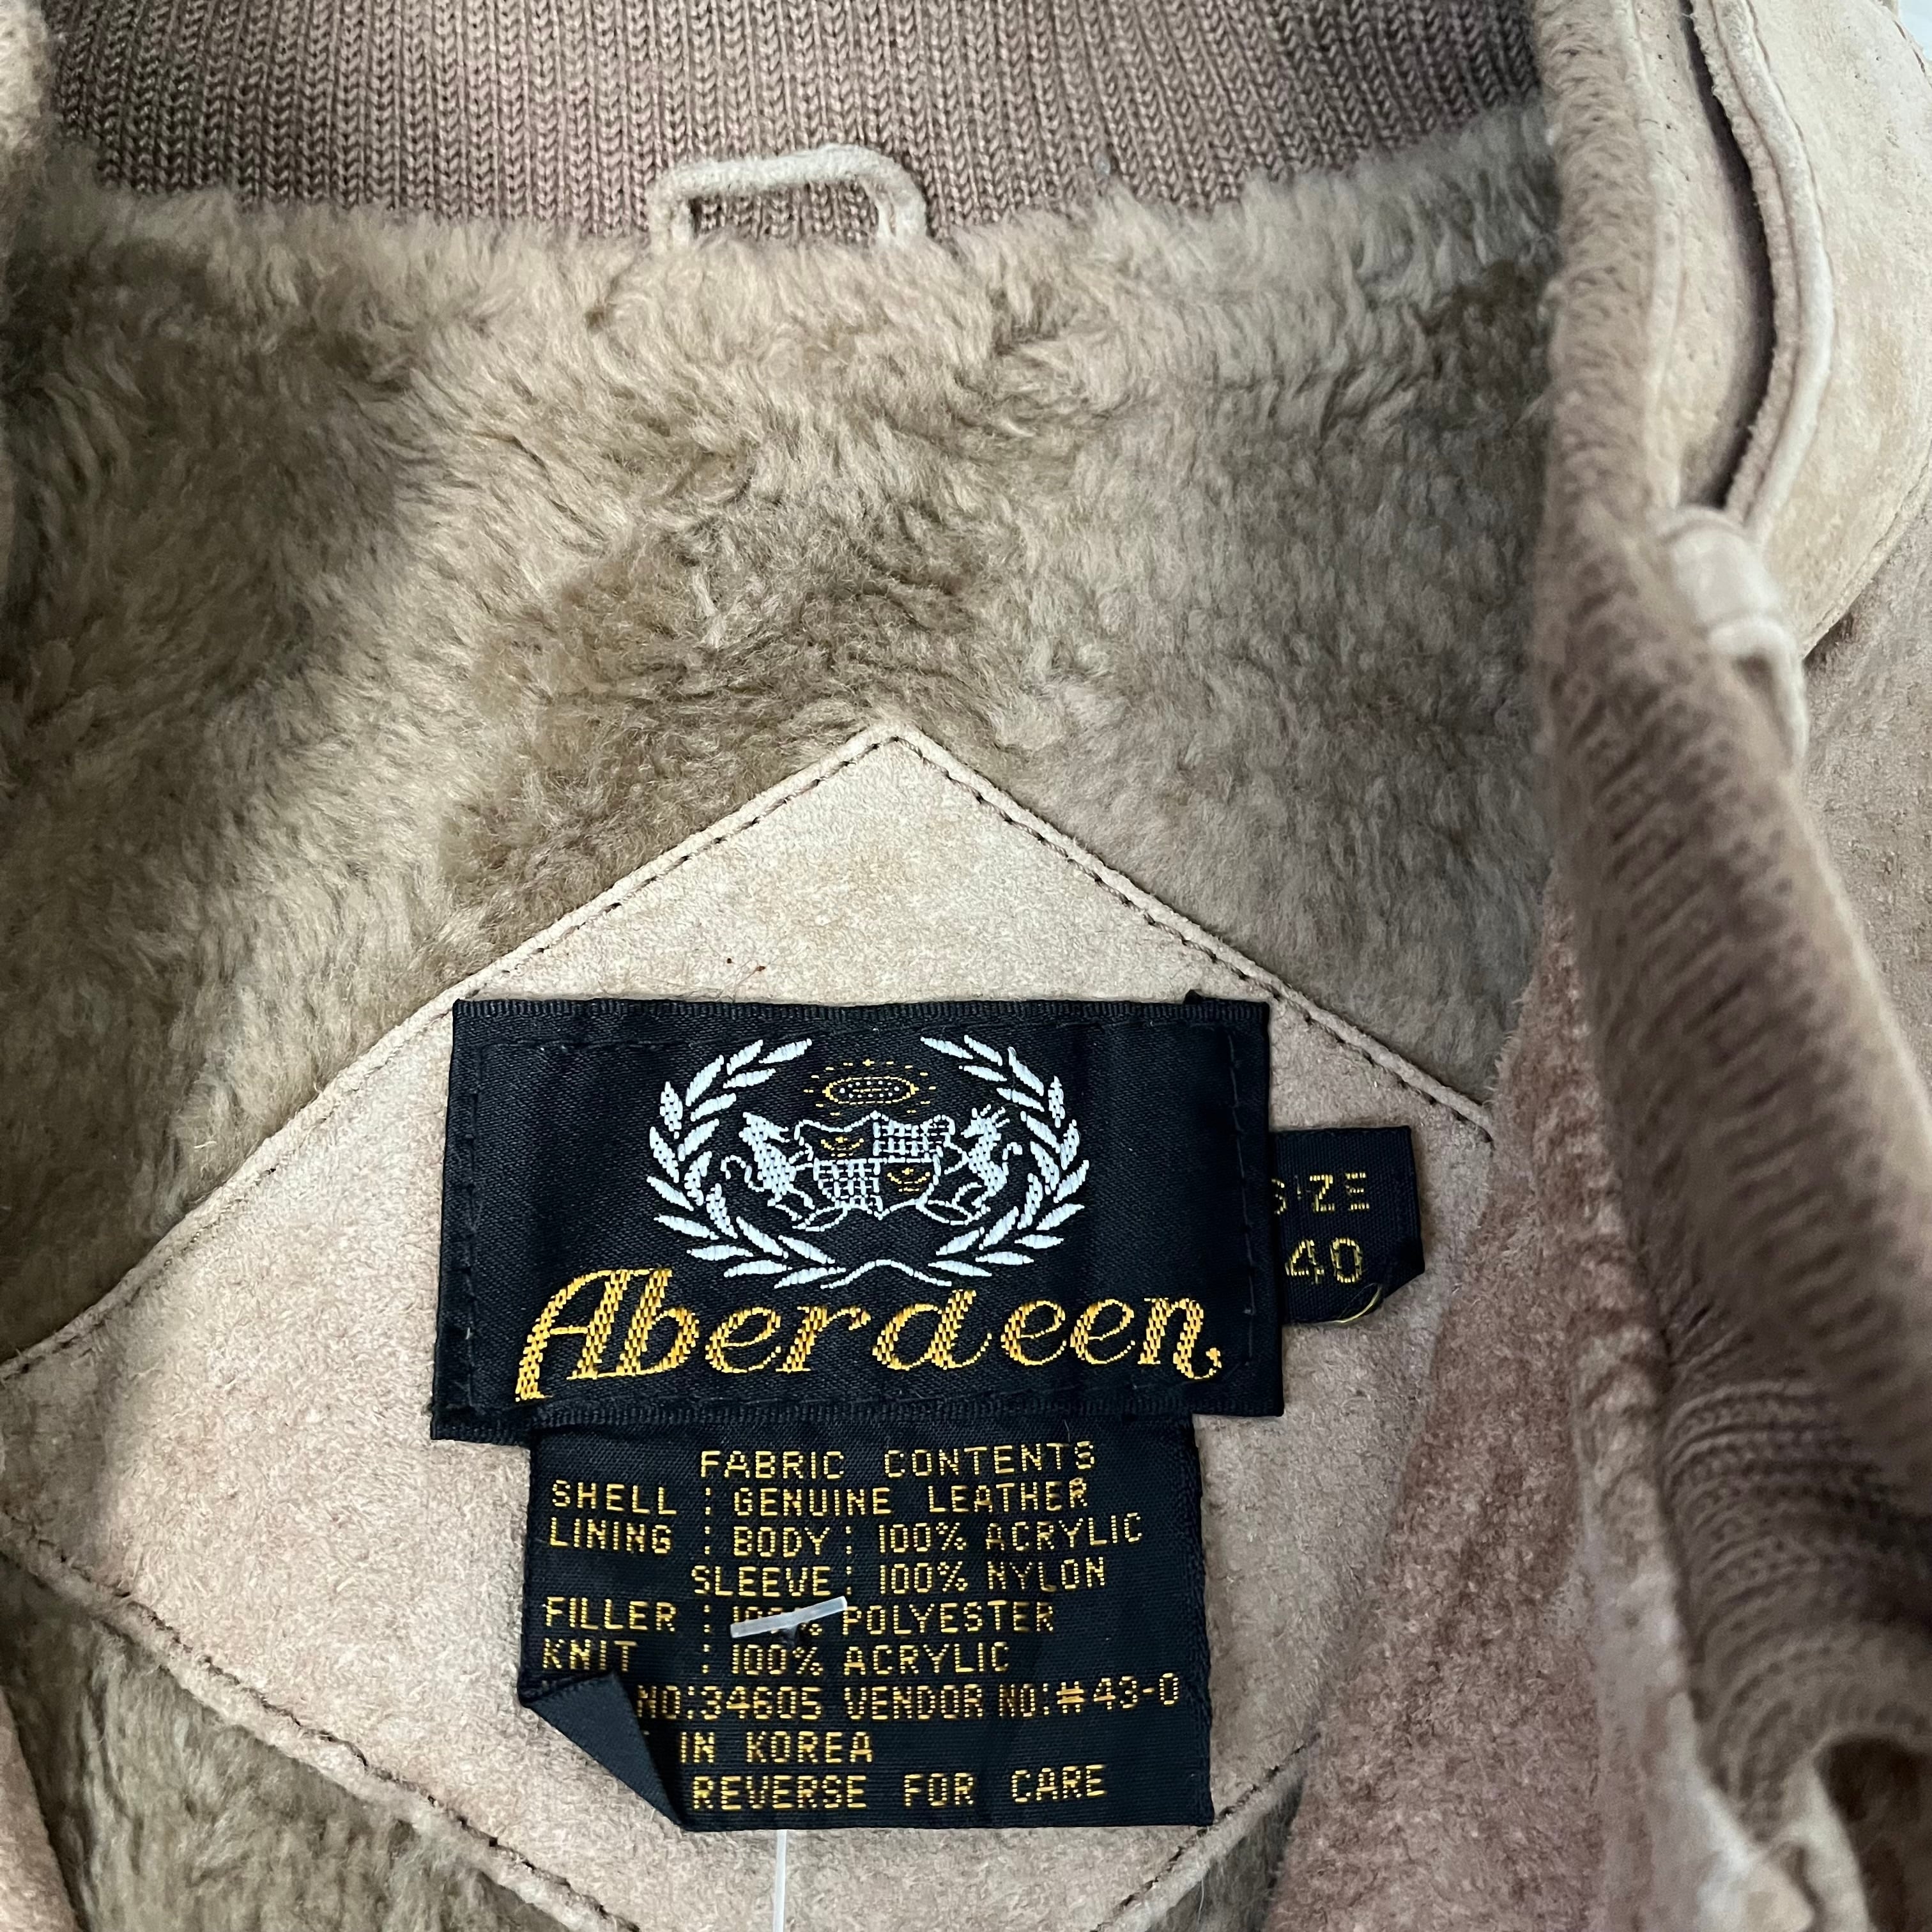 Aberdeen
SIZE
40
FABRIC CONTENTS
SHELL : GENUINE LEATHER
LINING : BODY : 100% ACRYLIC
SLEEVE : 100% NYLON
FILLER : 100% POLYESTER
KNIT : 100% ACRYLIC
NO:34605 VENDOR NO:#43-0
IN KOREA
REVERSE FOR CARE